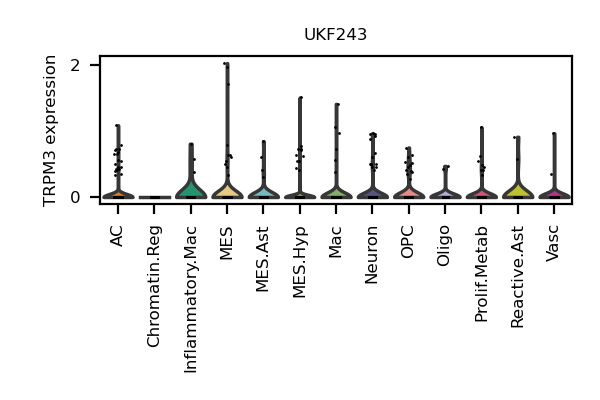 UKF243
TRPM3 expression
2
0
AC
Chromatin.Reg
Inflammatory.Mac
MES
MES.Ast
MES.Hyp
Mac
Neuron
OPC
Oligo
Prolif.Metab
Reactive.Ast
Vasc